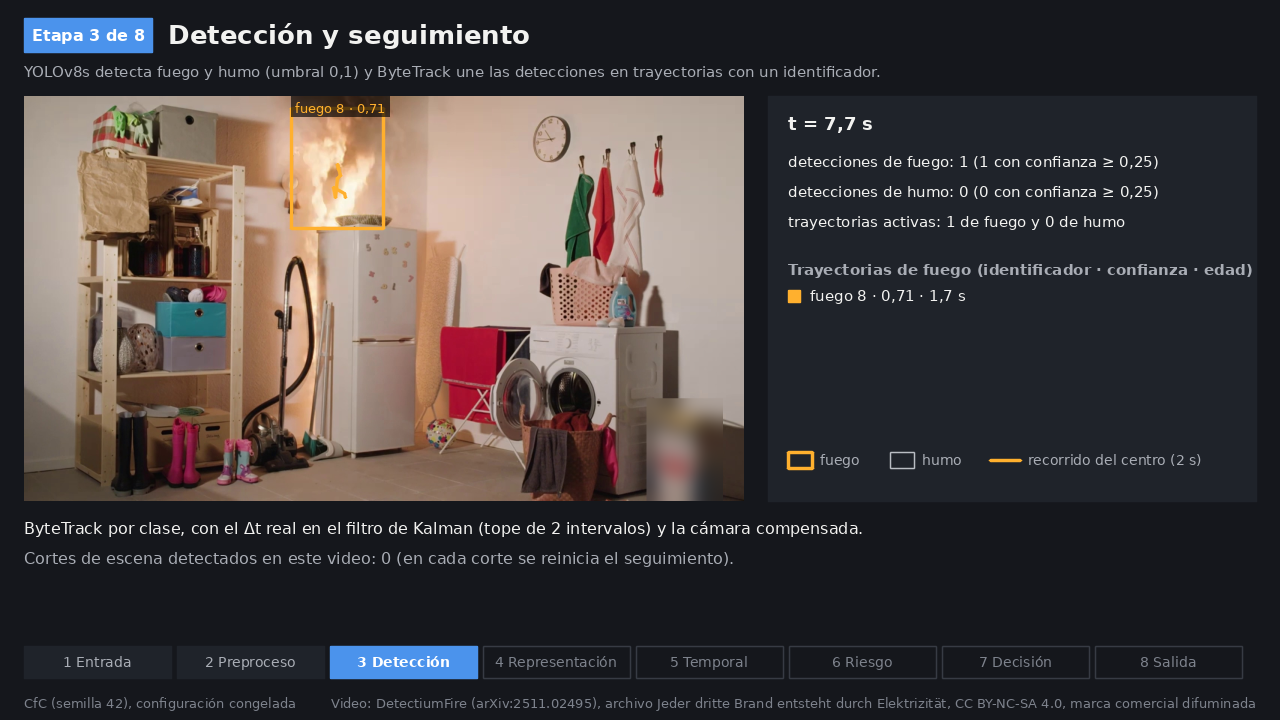 Etapa 3 de 8
Detección y seguimiento
YOLOv8s detecta fuego y humo (umbral 0,1) y ByteTrack une las detecciones en trayectorias con un identificador.
fuego 8 · 0,71
t = 7,7 s
detecciones de fuego: 1 (1 con confianza ≥ 0,25)
detecciones de humo: 0 (0 con confianza ≥ 0,25)
trayectorias activas: 1 de fuego y 0 de humo
Trayectorias de fuego (identificador · confianza · edad)
fuego 8 · 0,71 · 1,7 s
fuego
humo
recorrido del centro (2 s)
ByteTrack por clase, con el Δt real en el filtro de Kalman (tope de 2 intervalos) y la cámara compensada.
Cortes de escena detectados en este video: 0 (en cada corte se reinicia el seguimiento).
1 Entrada
2 Preproceso
3 Detección
4 Representación
5 Temporal
6 Riesgo
7 Decisión
8 Salida
CfC (semilla 42), configuración congelada
Video: DetectiumFire (arXiv:2511.02495), archivo Jeder dritte Brand entsteht durch Elektrizität, CC BY-NC-SA 4.0, marca comercial difuminada